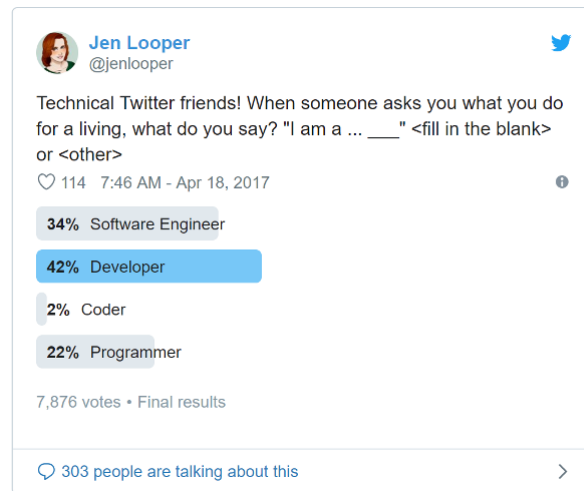 Jen Looper
@jenlooper
Technical Twitter friends! When someone asks you what you do
for a living, what do you say? "I am a ... ___" <fill in the blank>
or <other>
114 7:46 AM - Apr 18, 2017
34% Software Engineer
42% Developer
2% Coder
22% Programmer
7,876 votes • Final results
303 people are talking about this